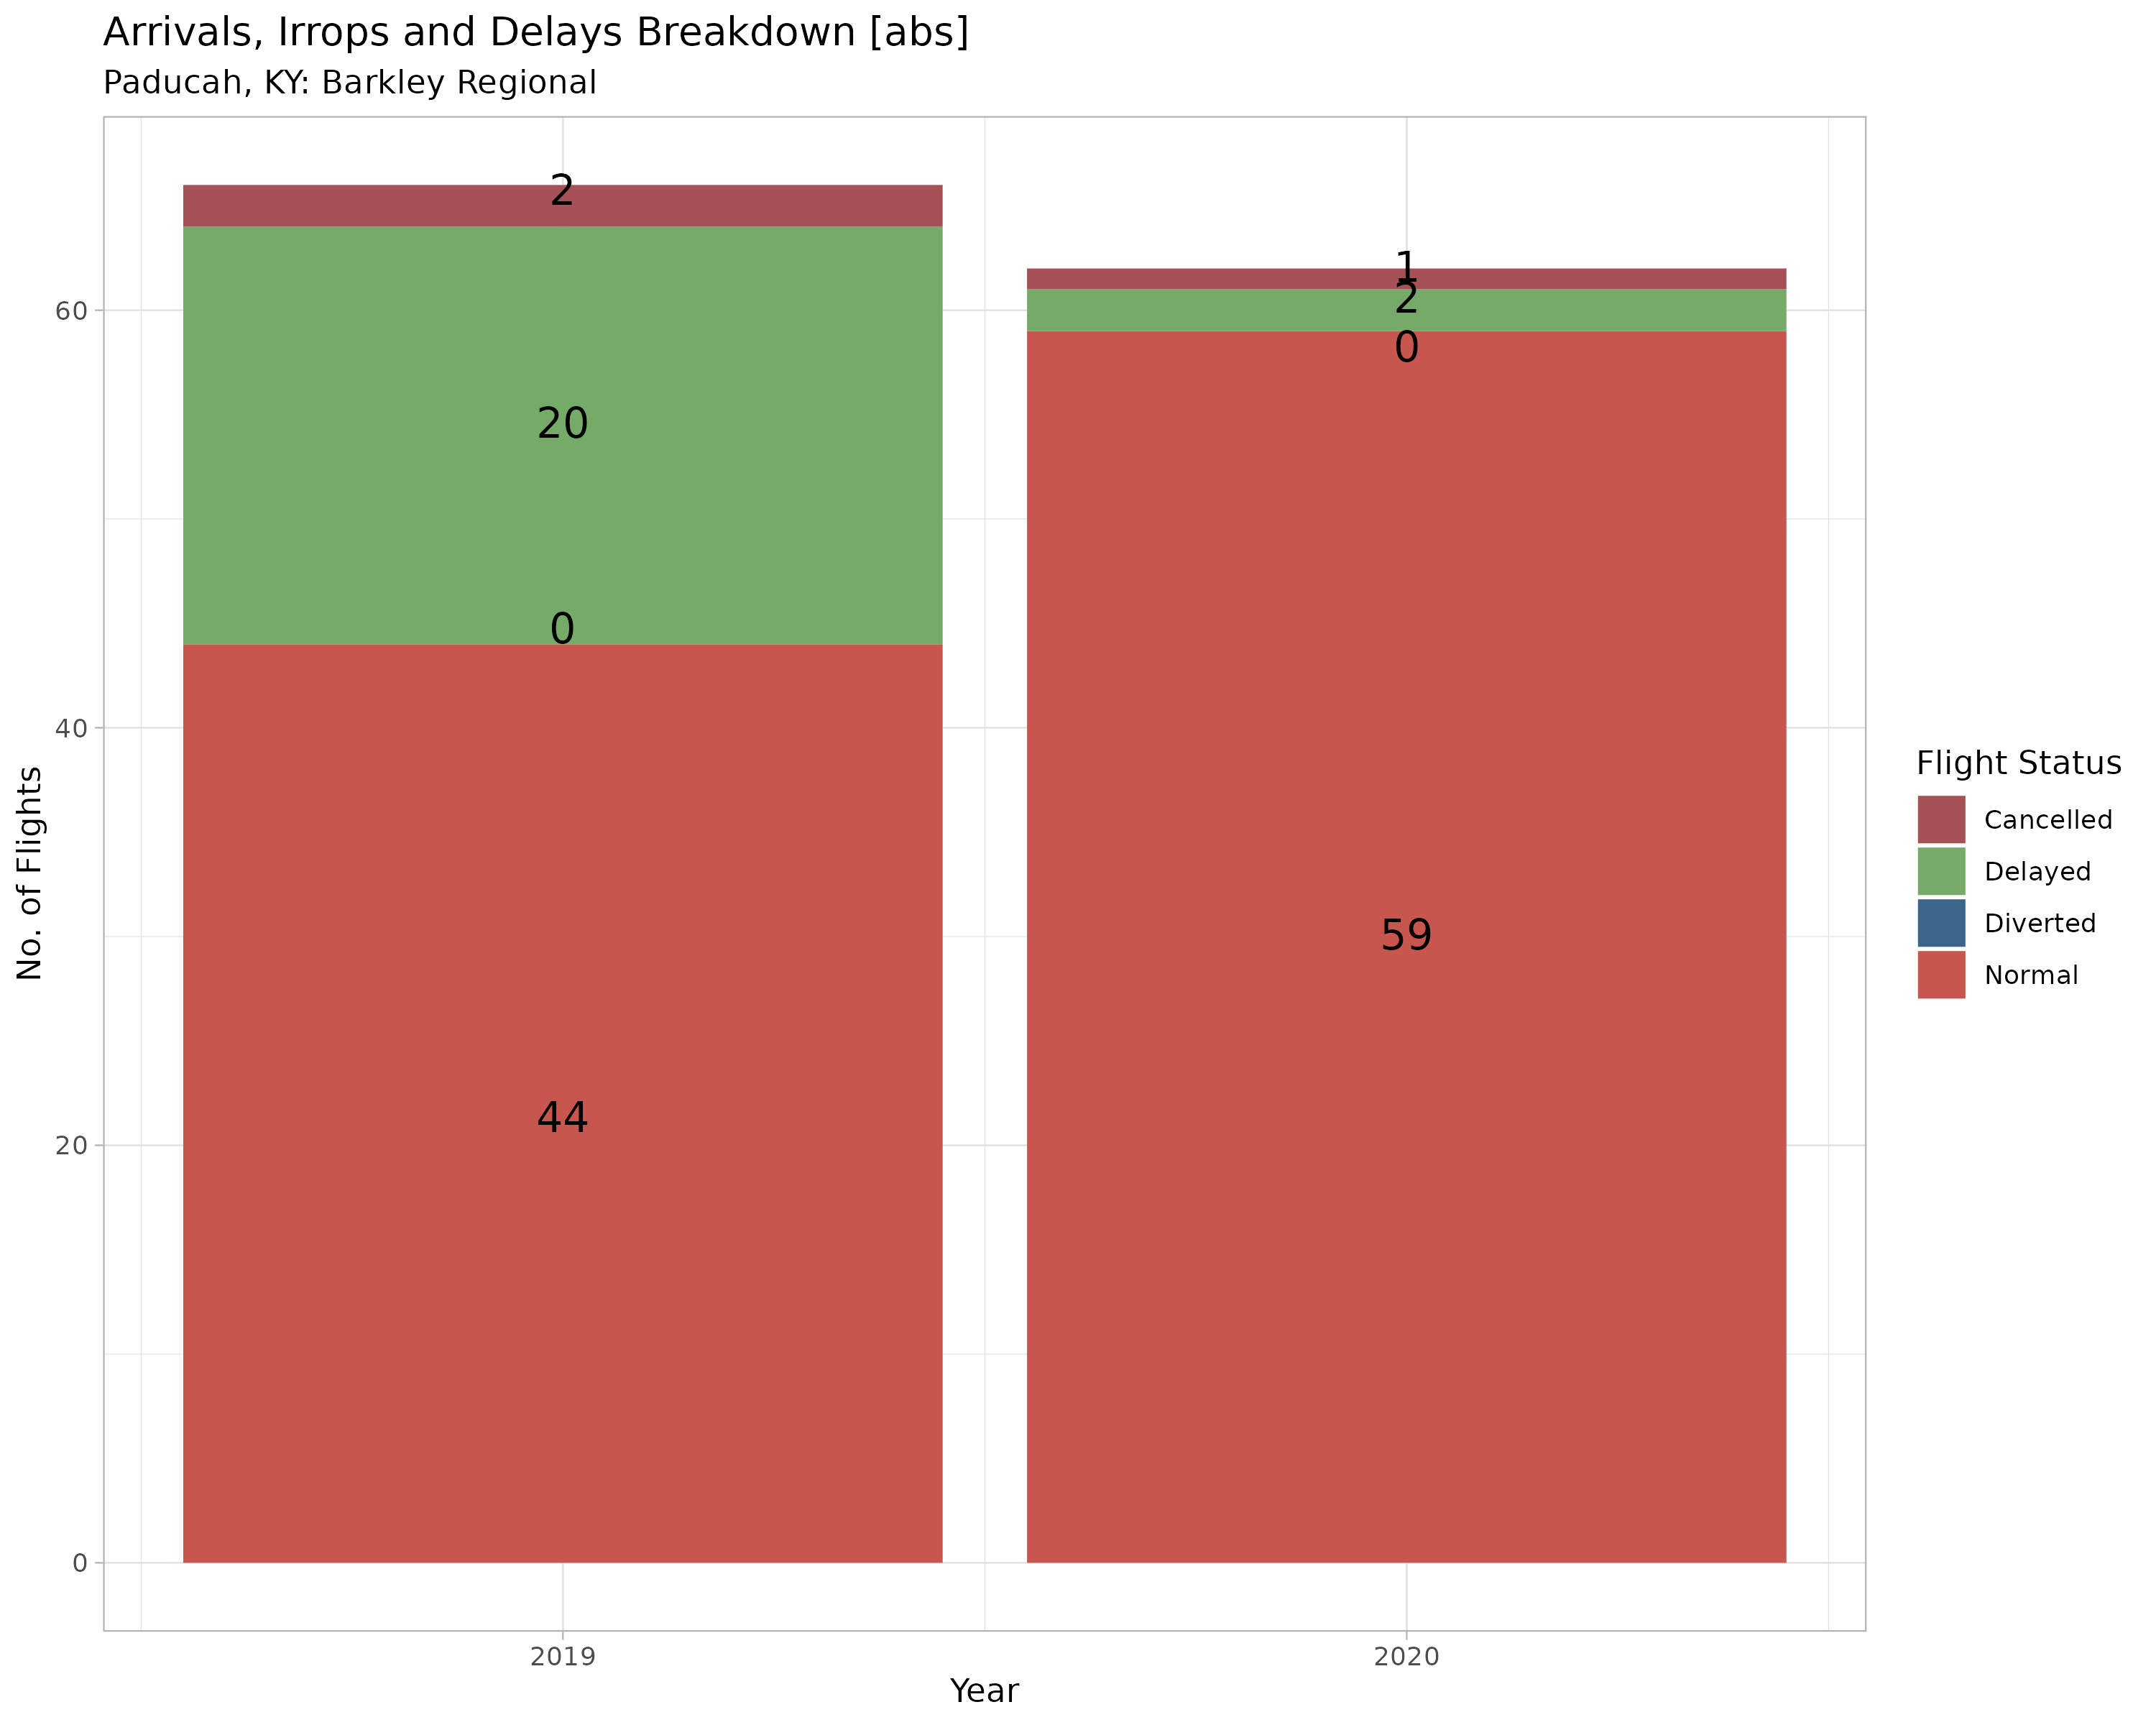 Arrivals, Irrops and Delays Breakdown [abs]
Paducah, KY: Barkley Regional
No. of Flights
60
40
20
0
2
20
0
44
1
2
0
59
2019
2020
Year
Flight Status
Cancelled
Delayed
Diverted
Normal